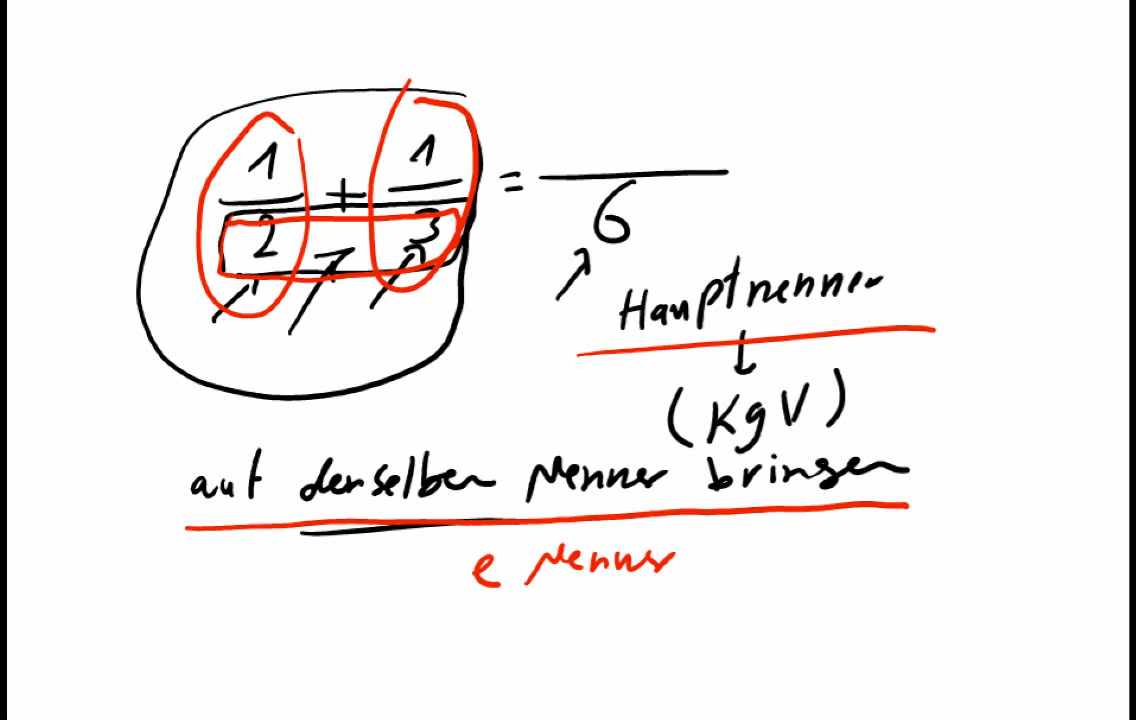 1/2 + 1/3 = /6
Hauptnenner
(KgV)
auf denselben Nenner bringen
e Nenner